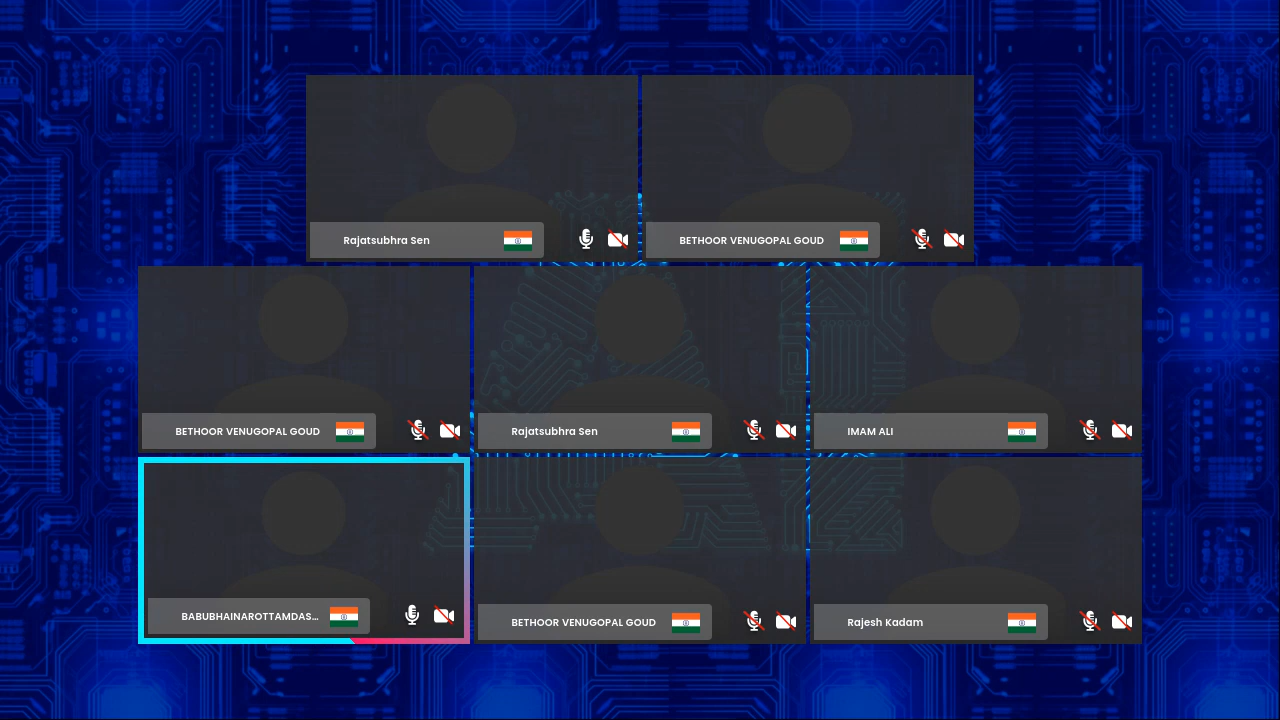 Rajatsubhra Sen
BETHOOR VENUGOPAL GOUD
BETHOOR VENUGOPAL GOUD
Rajatsubhra Sen
IMAM ALI
BABUBHAINAROTTAMDAS...
BETHOOR VENUGOPAL GOUD
Rajesh Kadam